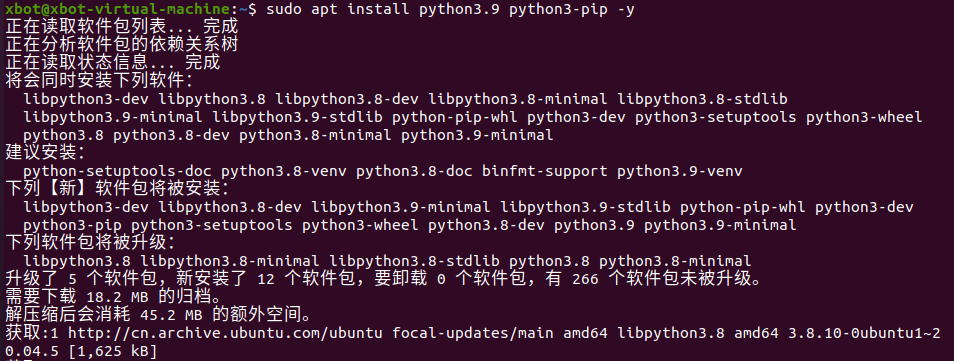 xbot@xbot-virtual-machine:~$ sudo apt install python3.9 python3-pip -y
正在读取软件包列表... 完成
正在分析软件包的依赖关系树
正在读取状态信息... 完成
将会同时安装下列软件：
libpython3-dev libpython3.8 libpython3.8-dev libpython3.8-minimal libpython3.8-stdlib
libpython3.9-minimal libpython3.9-stdlib python-pip-whl python3-dev python3-setuptools python3-wheel
python3.8 python3.8-dev python3.8-minimal python3.9-minimal
建议安装：
python-setuptools-doc python3.8-venv python3.8-doc binfmt-support python3.9-venv
下列【新】软件包将被安装：
libpython3-dev libpython3.8-dev libpython3.9-minimal libpython3.9-stdlib python-pip-whl python3-dev
python3-pip python3-setuptools python3-wheel python3.8-dev python3.9 python3.9-minimal
下列软件包将被升级：
libpython3.8 libpython3.8-minimal libpython3.8-stdlib python3.8 python3.8-minimal
升级了 5 个软件包，新安装了 12 个软件包，要卸载 0 个软件包，有 266 个软件包未被升级。
需要下载 18.2 MB 的归档。
解压缩后会消耗 45.2 MB 的额外空间。
获取:1 http://cn.archive.ubuntu.com/ubuntu focal-updates/main amd64 libpython3.8 amd64 3.8.10-0ubuntu1~2
0.04.5 [1,625 kB]